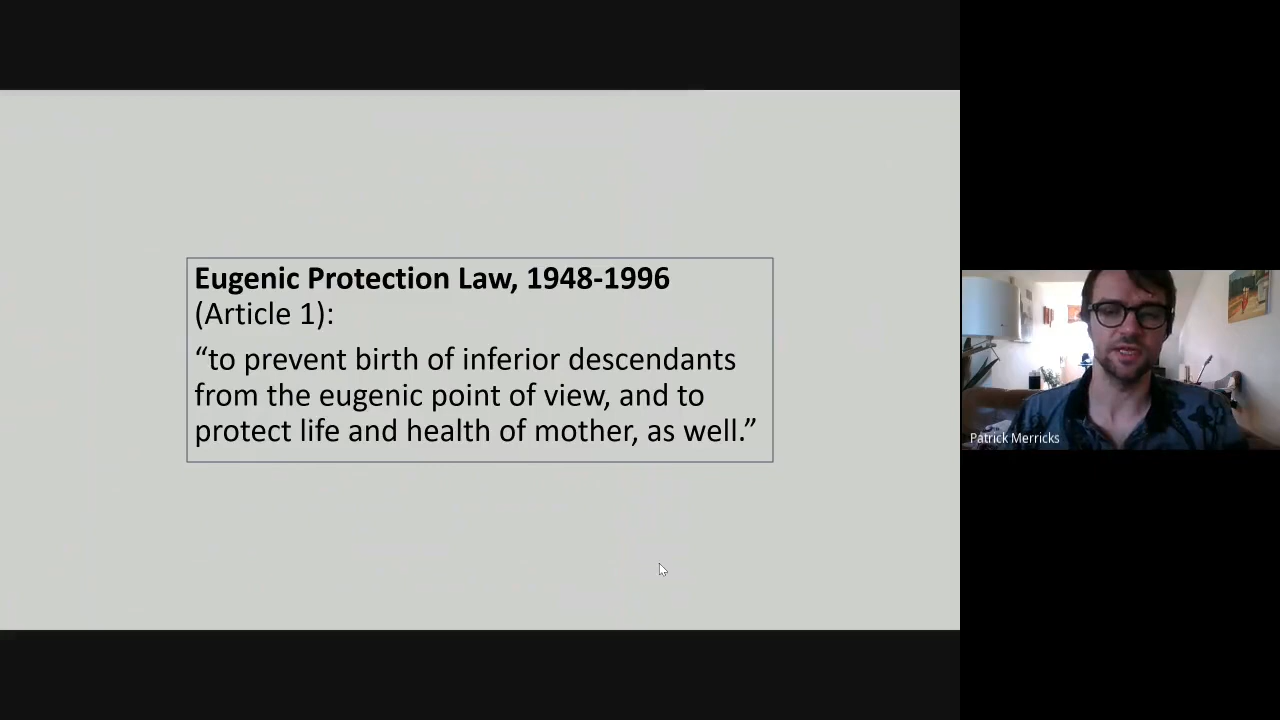 Eugenic Protection Law, 1948-1996
(Article 1):
“to prevent birth of inferior descendants
from the eugenic point of view, and to
protect life and health of mother, as well.”
Patrick Merricks